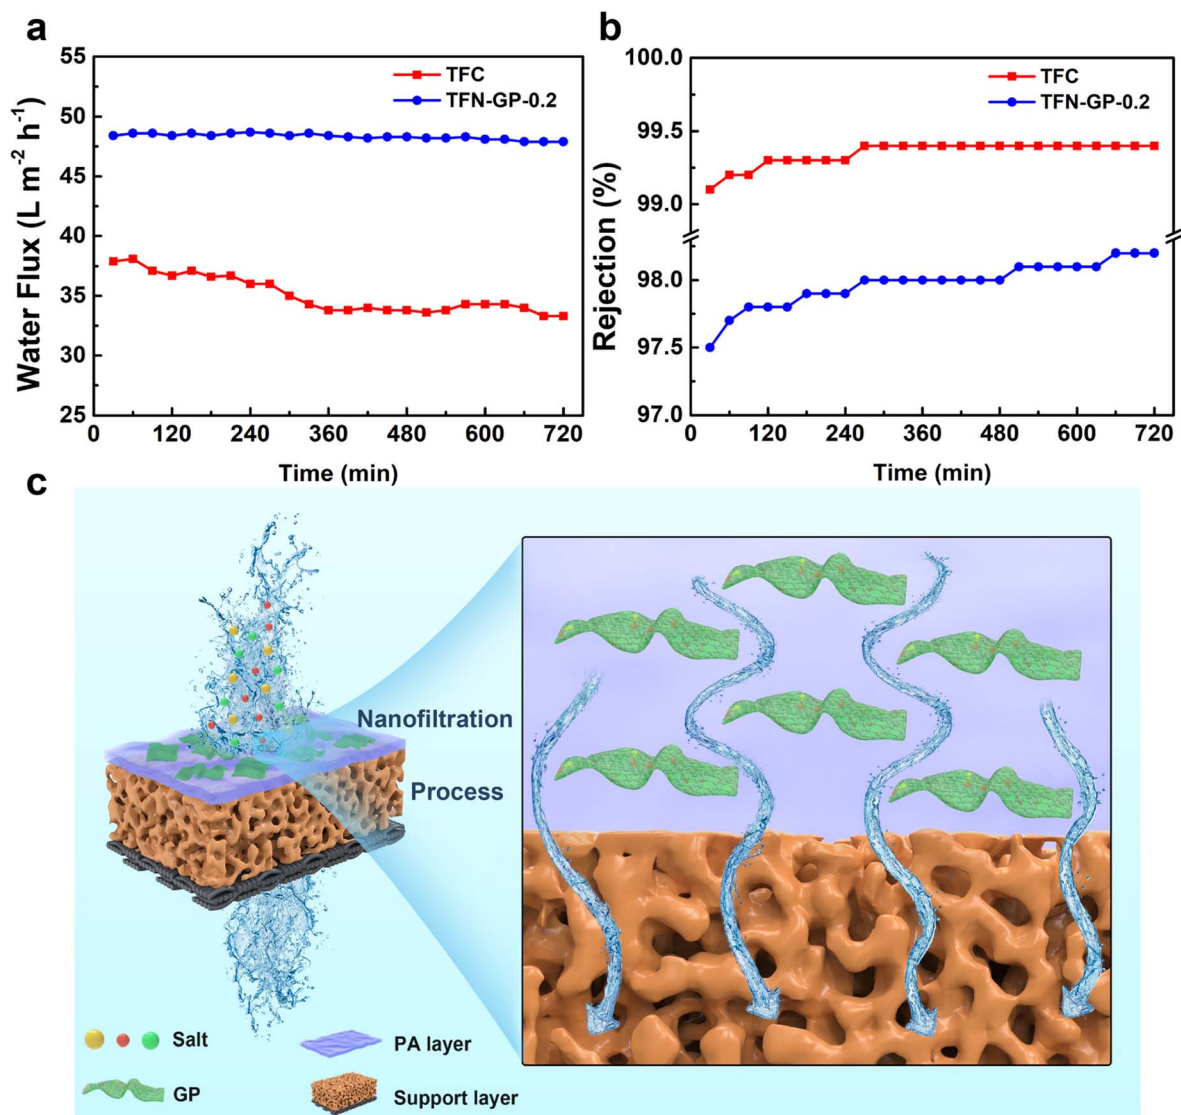 a
55
50
45
40
35
30
25
0
120
240
360
480
600
720
Water Flux (L m⁻² h⁻¹)
Time (min)
TFC
TFN-GP-0.2
b
100.0
99.5
99.0
98.0
97.5
97.0
0
120
240
360
480
600
720
Rejection (%)
Time (min)
TFC
TFN-GP-0.2
c
Nanofiltration
Process
Salt
PA layer
GP
Support layer